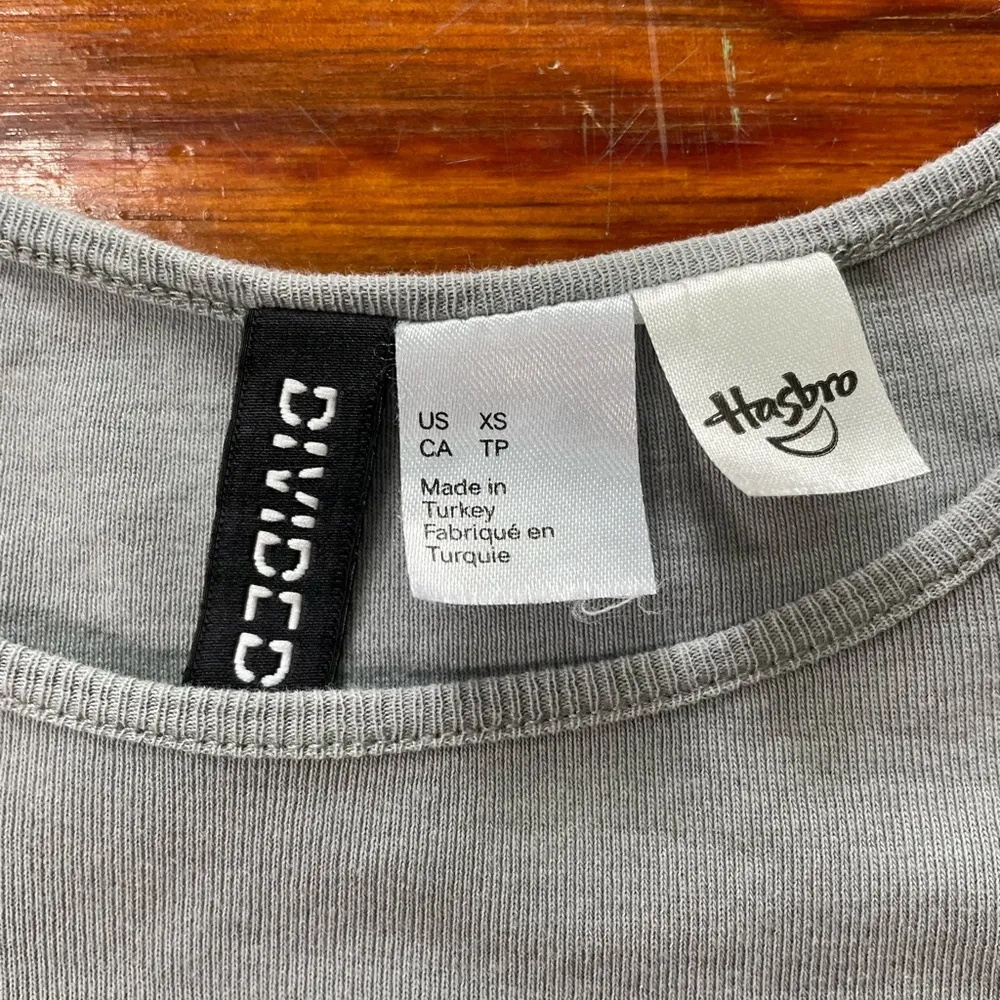 DIVIDED
US XS
CA TP
Made in
Turkey
Fabriqué en
Turquie
Hasbro